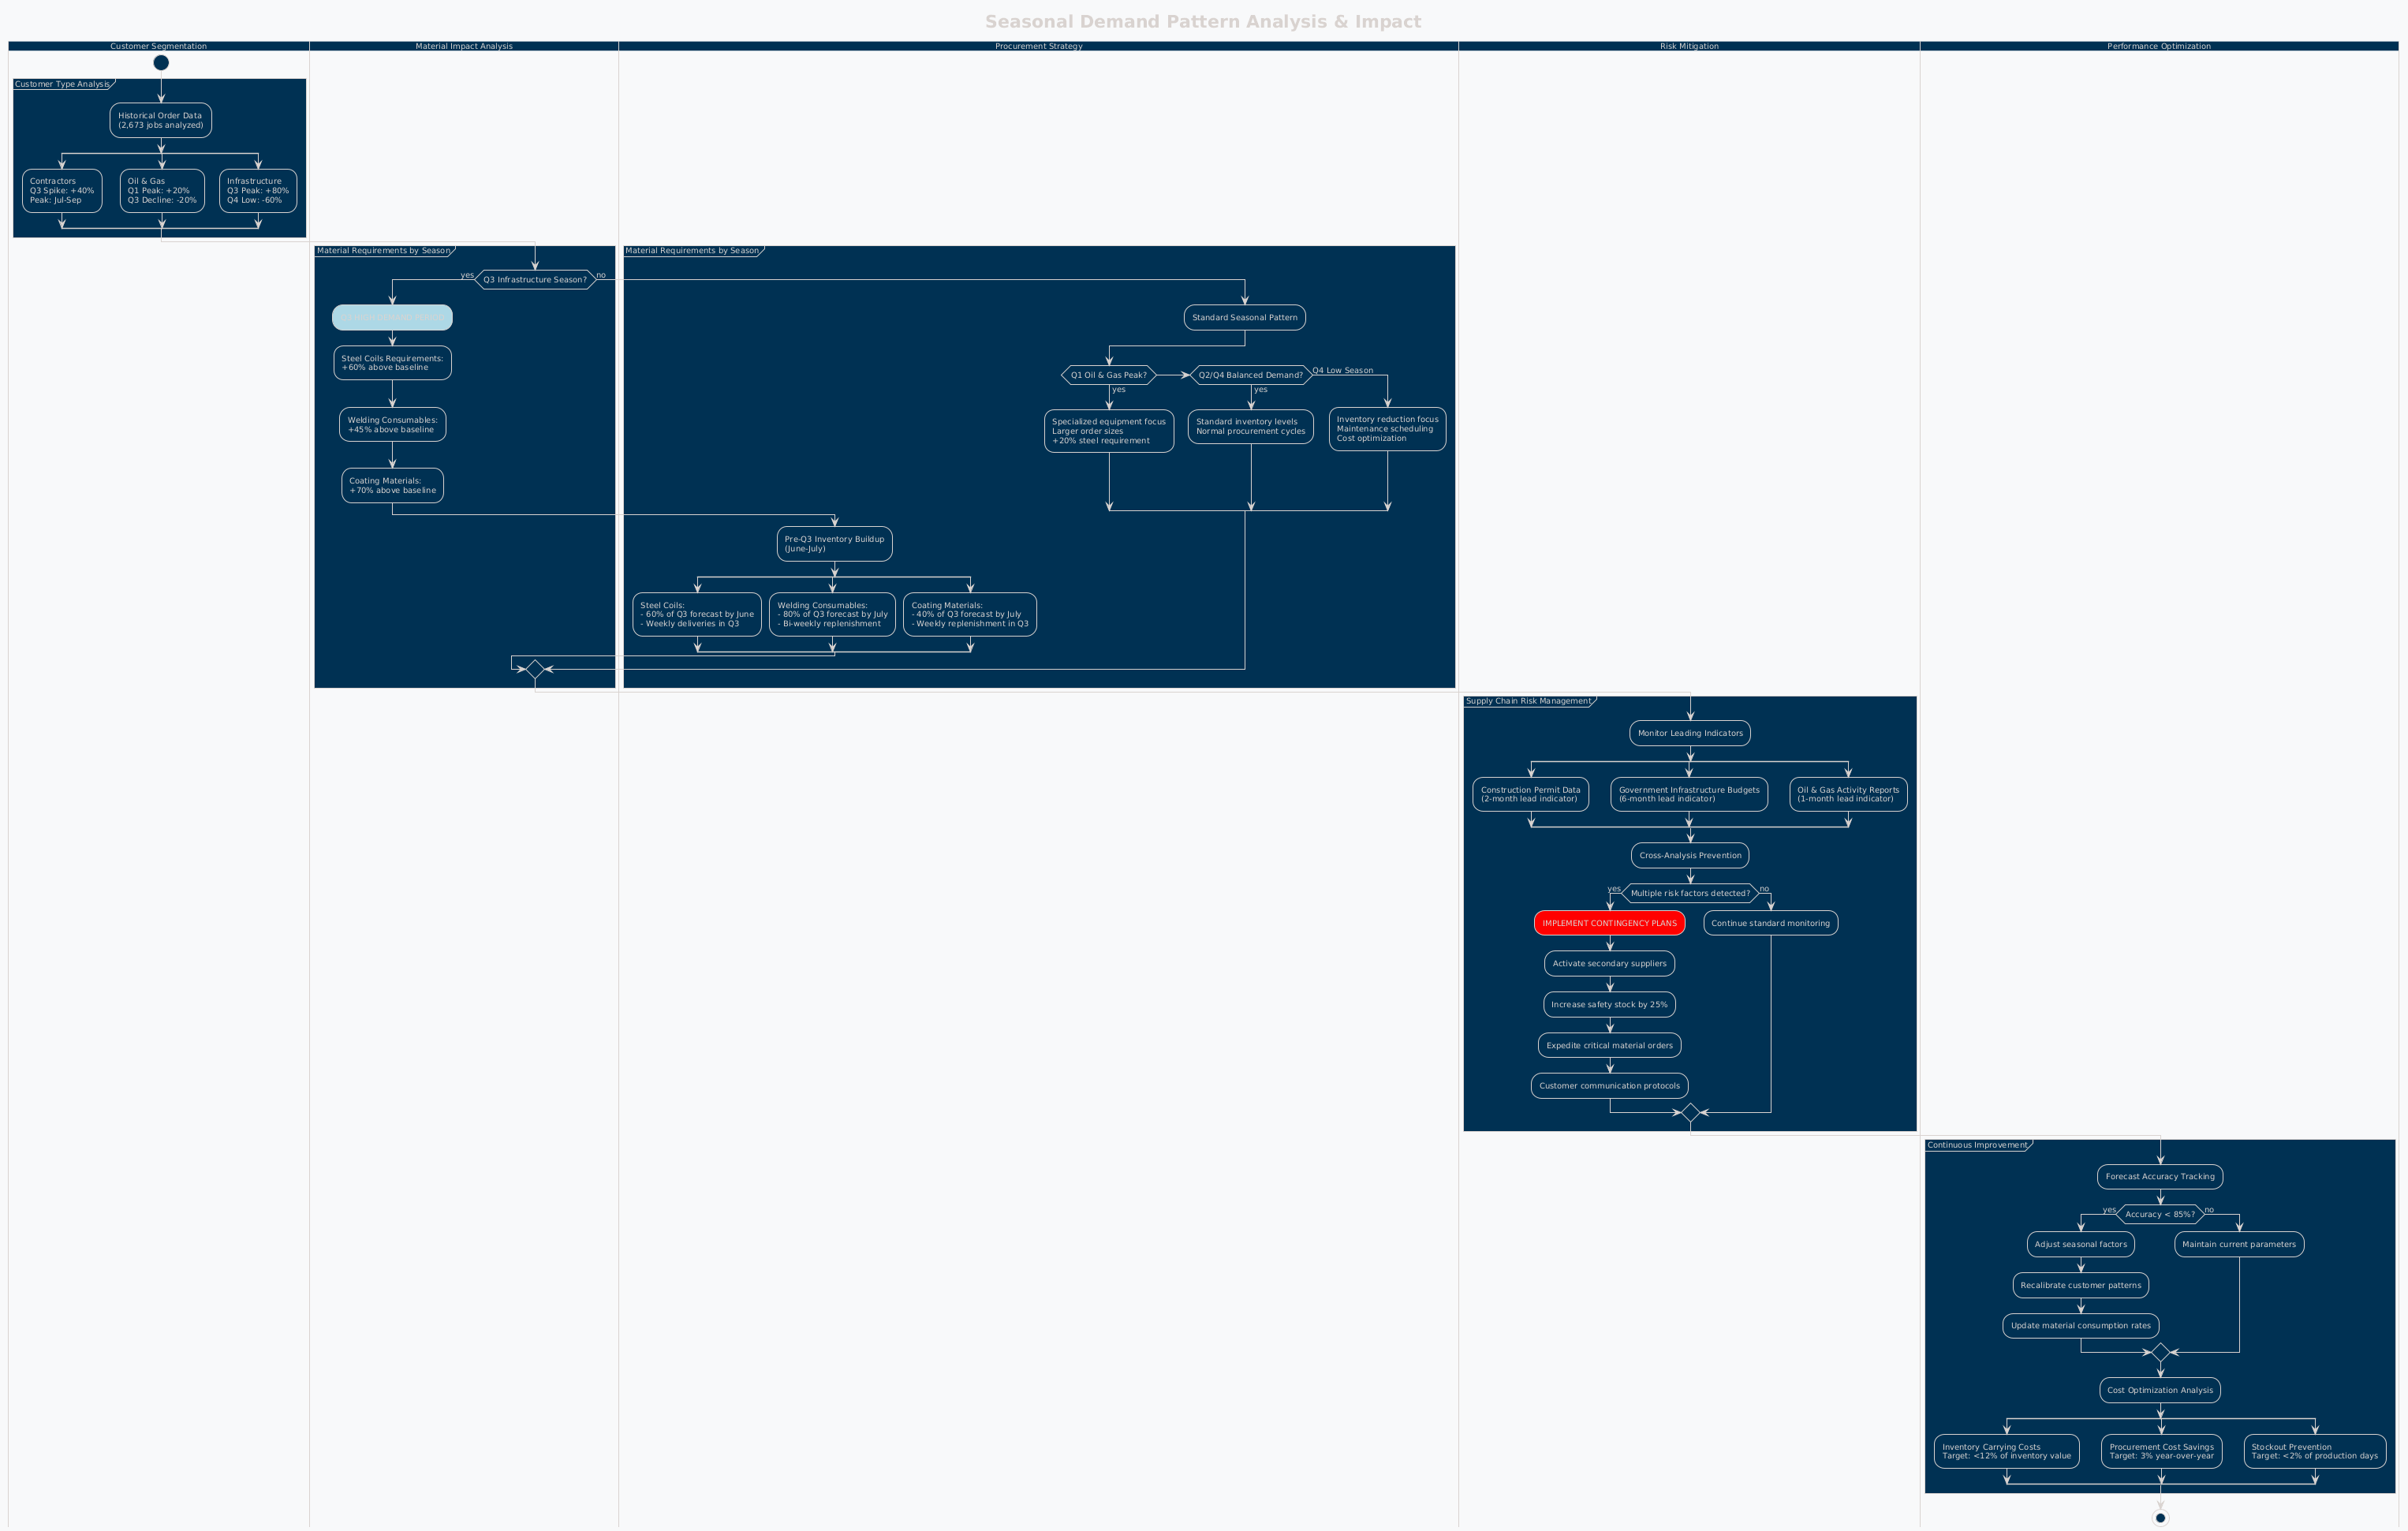 Seasonal Demand Pattern Analysis & Impact
Customer Segmentation
Material Impact Analysis
Procurement Strategy
Risk Mitigation
Performance Optimization
Customer Type Analysis
Historical Order Data
(2,673 jobs analyzed)
Contractors
Q3 Spike: +40%
Peak: Jul-Sep
Oil & Gas
Q1 Peak: +20%
Q3 Decline: -20%
Infrastructure
Q3 Peak: +80%
Q4 Low: -60%
Material Requirements by Season
Material Requirements by Season
Q3 Infrastructure Season?
yes
no
Steel Coils Requirements:
+60% above baseline
Welding Consumables:
+45% above baseline
Coating Materials:
+70% above baseline
Standard Seasonal Pattern
Q1 Oil & Gas Peak?
yes
Q2/Q4 Balanced Demand?
yes
Q4 Low Season
Specialized equipment focus
Larger order sizes
+20% steel requirement
Standard inventory levels
Normal procurement cycles
Inventory reduction focus
Maintenance scheduling
Cost optimization
Pre-Q3 Inventory Buildup
(June-July)
Steel Coils:
- 60% of Q3 forecast by June
- Weekly deliveries in Q3
Welding Consumables:
- 80% of Q3 forecast by July
- Bi-weekly replenishment
Coating Materials:
- 40% of Q3 forecast by July
- Weekly replenishment in Q3
Supply Chain Risk Management
Monitor Leading Indicators
Construction Permit Data
(2-month lead indicator)
Government Infrastructure Budgets
(6-month lead indicator)
Oil & Gas Activity Reports
(1-month lead indicator)
Cross-Analysis Prevention
Multiple risk factors detected?
yes
no
IMPLEMENT CONTINGENCY PLANS
Continue standard monitoring
Activate secondary suppliers
Increase safety stock by 25%
Expedite critical material orders
Customer communication protocols
Continuous Improvement
Forecast Accuracy Tracking
Accuracy < 85%?
yes
no
Adjust seasonal factors
Maintain current parameters
Recalibrate customer patterns
Update material consumption rates
Cost Optimization Analysis
Inventory Carrying Costs
Target: <12% of inventory value
Procurement Cost Savings
Target: 3% year-over-year
Stockout Prevention
Target: <2% of production days